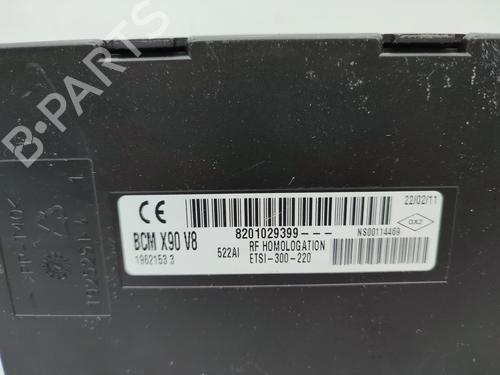 B-PARTS
CE
BCM X90 V8
1962153 3
8201029399---
522AI
RF HOMOLOGATION
ETSI-300-220
22/02/11
NS00114469